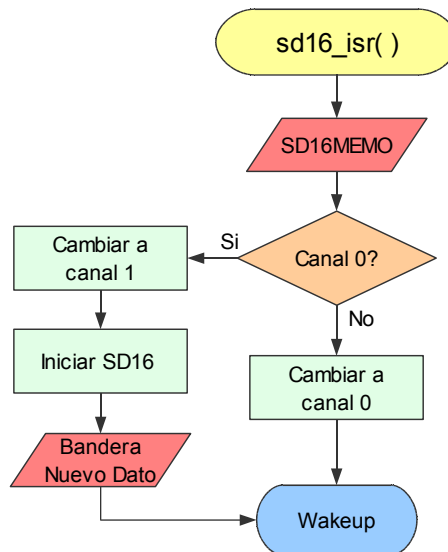 sd16_isr( )
SD16MEMO
Canal 0?
Si
No
Cambiar a
canal 1
Iniciar SD16
Bandera
Nuevo Dato
Cambiar a
canal 0
Wakeup